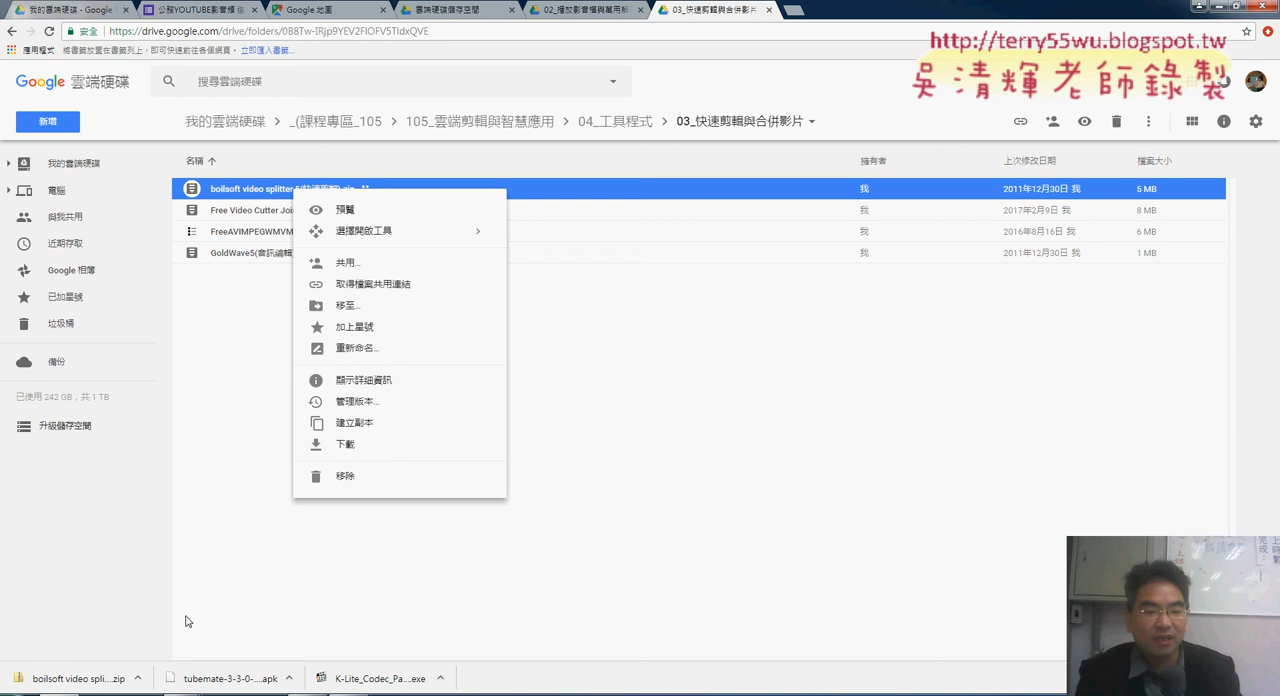 我的雲端硬碟 - Google
公務YOUTUBE影音頻
Google 地圖
雲端硬碟儲存空間
02_播放影音檔與萬用解
03_快速剪輯與合併影片
安全
https://drive.google.com/drive/folders/0B8Tw-IRjp9YEV2FlOFV5TldxQVE
應用程式
將書籤放置在書籤列上，即可快速前往各個網頁。
立即匯入書籤...
http://terry55wu.blogspot.tw
吳清輝老師錄製
Google 雲端硬碟
搜尋雲端硬碟
新增
我的雲端硬碟 > _(課程專區_105 > 105_雲端剪輯與智慧應用 > 04_工具程式 > 03_快速剪輯與合併影片
名稱
擁有者
上次修改日期
檔案大小
我的雲端硬碟
電腦
與我共用
近期存取
Google 相簿
已加星號
垃圾桶
備份
已使用 242 GB，共 1 TB
升級儲存空間
boilsoft video splitter 5(快速剪輯).zip
我
2011年12月30日 我
5 MB
Free Video Cutter Joi
我
2017年2月9日 我
8 MB
FreeAVIMPEGWMVM
我
2016年8月16日 我
6 MB
GoldWave5(音訊編輯
我
2011年12月30日 我
1 MB
預覽
選擇開啟工具
共用...
取得檔案共用連結
移至...
加上星號
重新命名...
顯示詳細資訊
管理版本...
建立副本
下載
移除
boilsoft video spli....zip
tubemate-3-3-0-....apk
K-Lite_Codec_Pa....exe